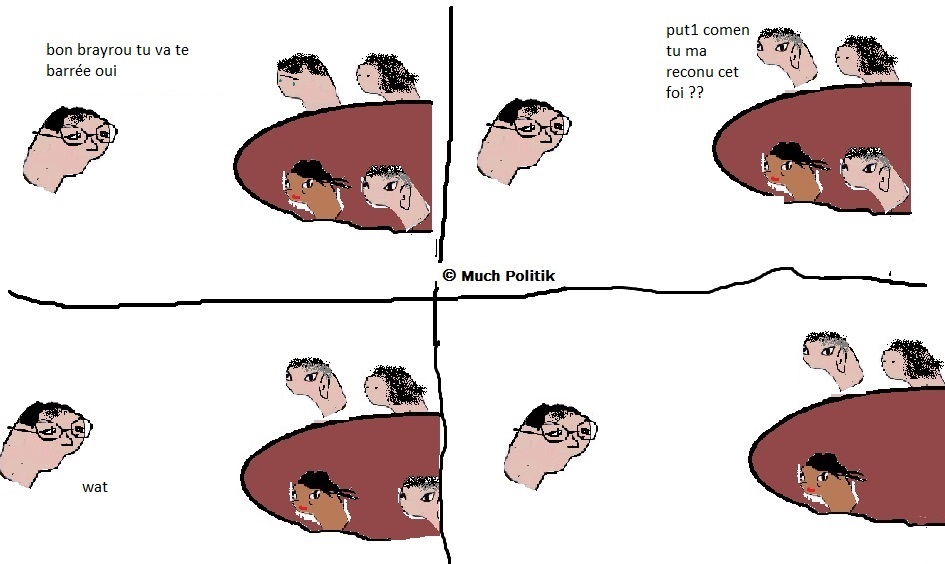 bon brayrou tu va te
barrée oui
put1 comen
tu ma
reconu cet
foi ??
© Much Politik
wat